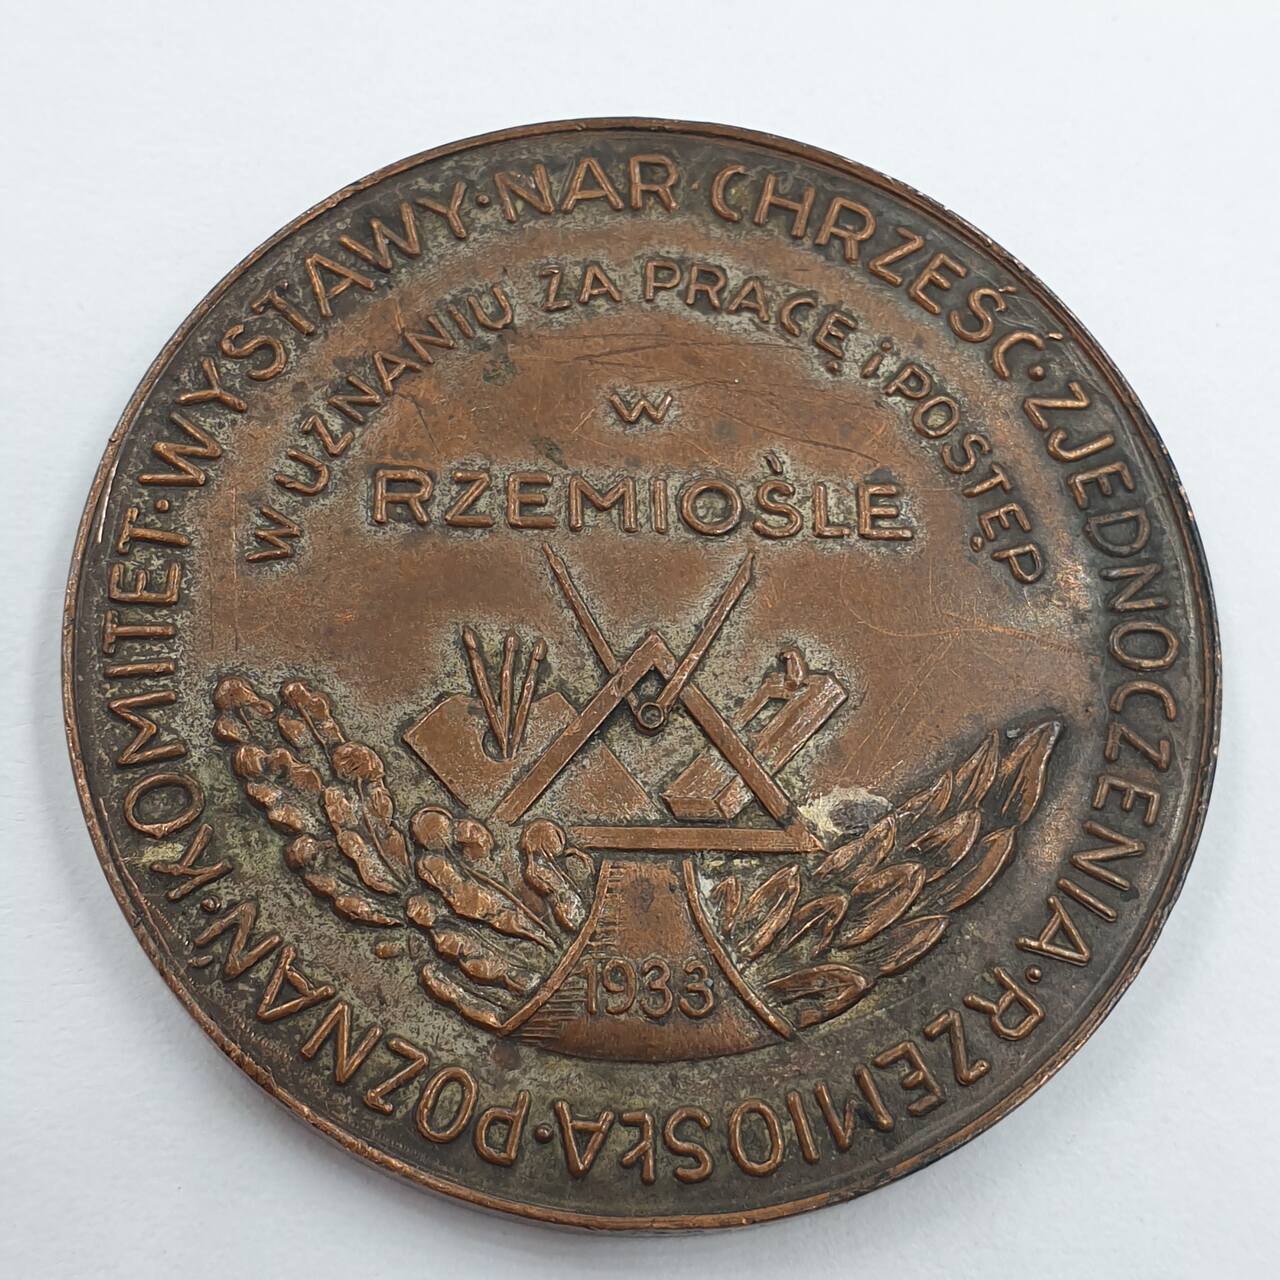 KOMITET·WYSTAWY·NAR CHRZEŚĆ·ZJEDNOCZENIA·RZEMIOSŁA·POZNAŃ·
W UZNANIU ZA PRACĘ i POSTĘP
W
RZEMIOŚLE
1933